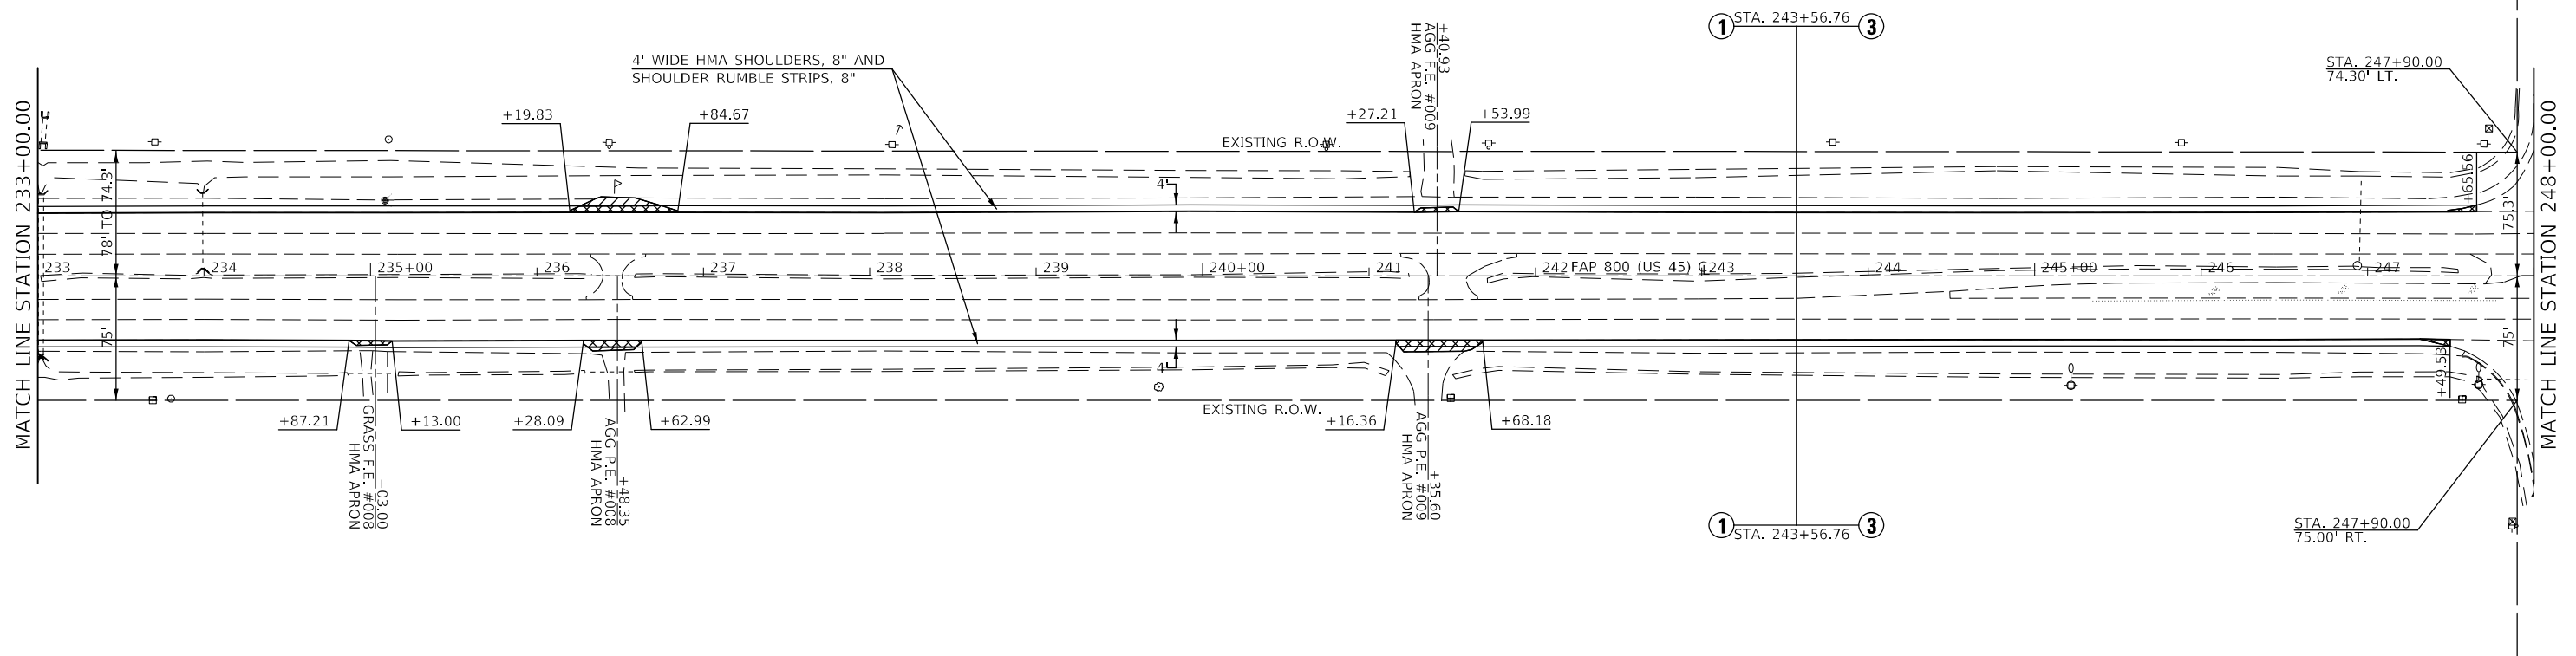 STA. 243+56.76
1
3
+40.93
AGG F.E. #009
HMA APRON
4' WIDE HMA SHOULDERS, 8" AND
SHOULDER RUMBLE STRIPS, 8"
STA. 247+90.00
74.30' LT.
+19.83
+84.67
+27.21
+53.99
EXISTING R.O.W.
MATCH LINE STATION 233+00.00
78' TO 74.3'
4'
+65.56
75.3'
MATCH LINE STATION 248+00.00
233
234
235+00
236
237
238
239
240+00
241
242
FAP 800 (US 45)
243
244
245+00
246
247
75'
4'
+49.53
75'
EXISTING R.O.W.
+87.21
+13.00
+28.09
+62.99
+16.36
+68.18
+03.00
GRASS F.E. #008
HMA APRON
+48.35
AGG P.E. #008
HMA APRON
+35.60
AGG P.E. #009
HMA APRON
1
3
STA. 243+56.76
STA. 247+90.00
75.00' RT.